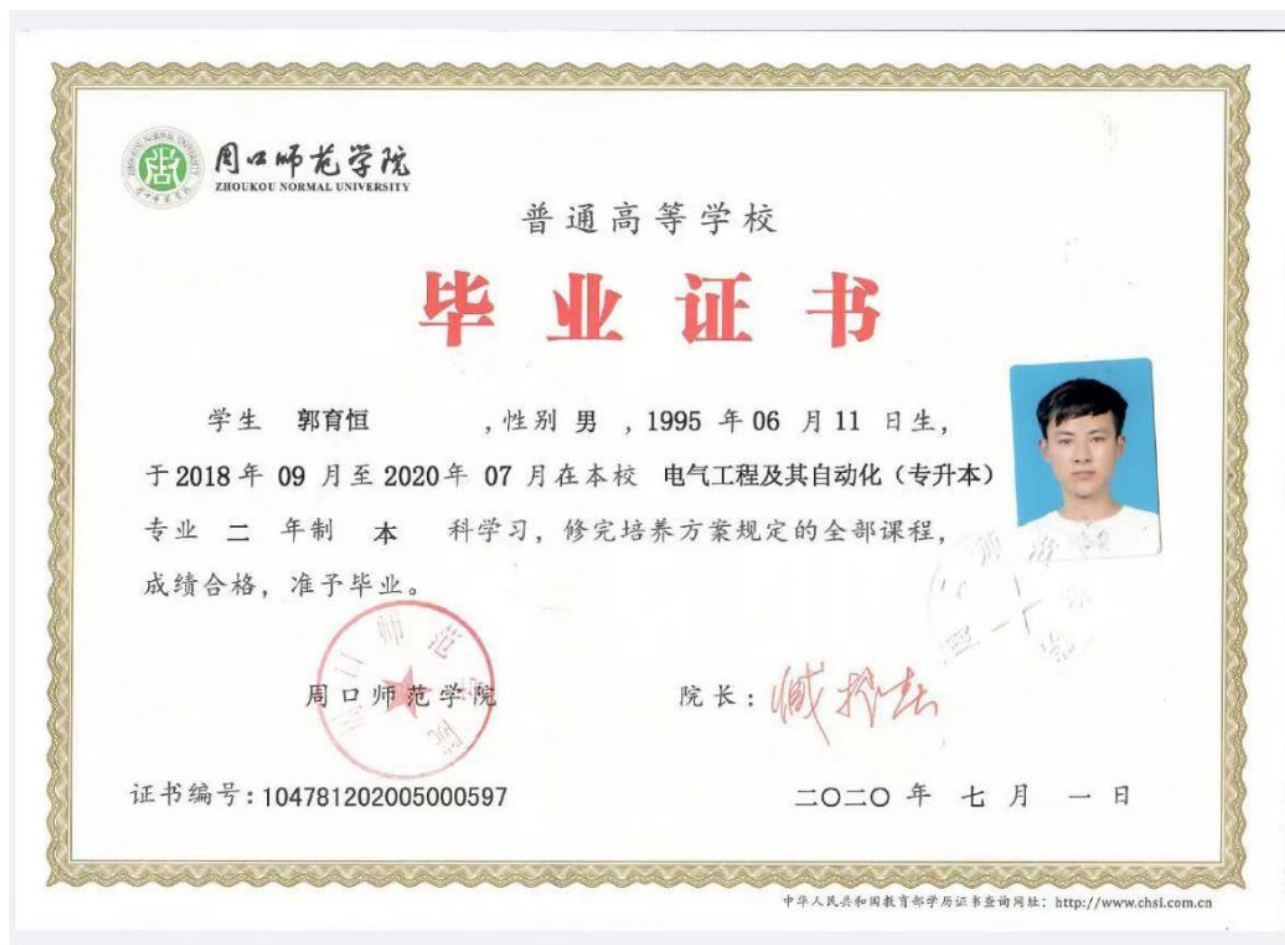 周口师范学院
ZHOUKOU NORMAL UNIVERSITY
普通高等学校
毕业证书
学生 郭育恒 ,性别 男 ,1995 年 06 月 11 日生,
于 2018 年 09 月至 2020 年 07 月在本校 电气工程及其自动化（专升本）
专业 二 年制 本 科学习，修完培养方案规定的全部课程，
成绩合格，准予毕业。
周口师范学院
院长:
证书编号:104781202005000597
二〇二〇 年 七 月 一 日
中华人民共和国教育部学历证书查询网址：http://www.chsi.com.cn